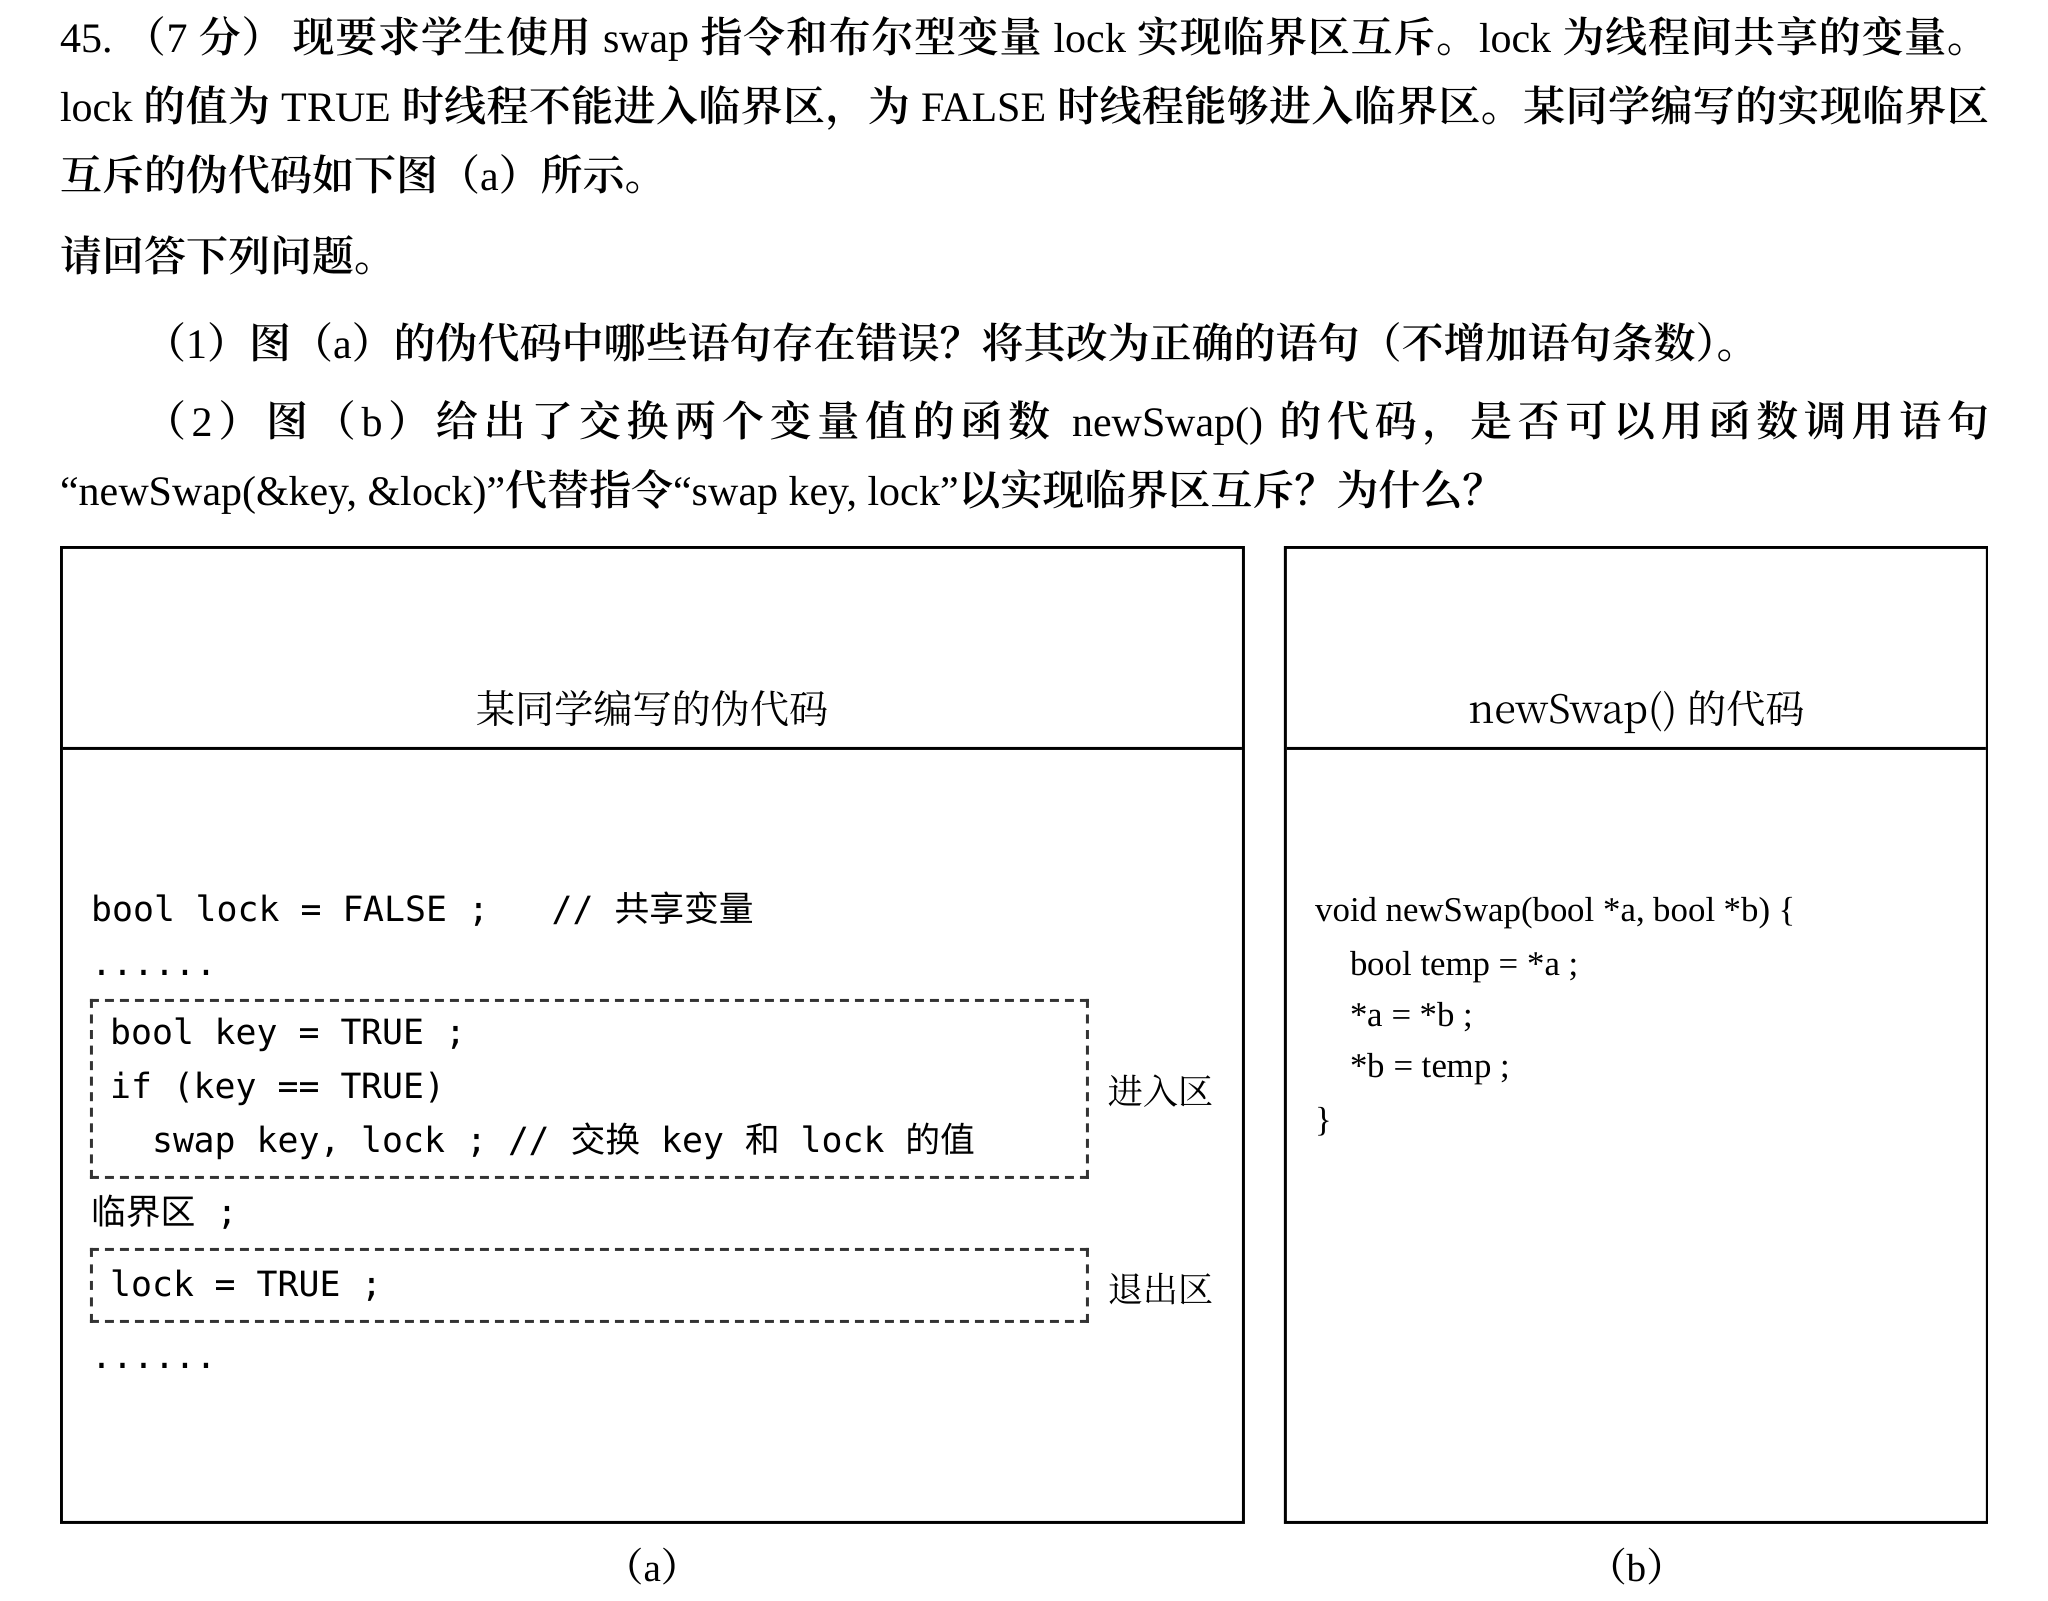 45. （7 分） 现要求学生使用 swap 指令和布尔型变量 lock 实现临界区互斥。lock 为线程间共享的变量。
lock 的值为 TRUE 时线程不能进入临界区，为 FALSE 时线程能够进入临界区。某同学编写的实现临界区
互斥的伪代码如下图（a）所示。
请回答下列问题。
（1）图（a）的伪代码中哪些语句存在错误？将其改为正确的语句（不增加语句条数）。
（2）图（b）给出了交换两个变量值的函数 newSwap() 的代码，是否可以用函数调用语句
“newSwap(&key, &lock)”代替指令“swap key, lock”以实现临界区互斥？为什么？
某同学编写的伪代码
bool lock = FALSE ;   // 共享变量
......
bool key = TRUE ;
if (key == TRUE)
swap key, lock ; // 交换 key 和 lock 的值
进入区
临界区 ;
lock = TRUE ;
退出区
......
(a)
newSwap() 的代码
void newSwap(bool *a, bool *b) {
bool temp = *a ;
*a = *b ;
*b = temp ;
}
(b)